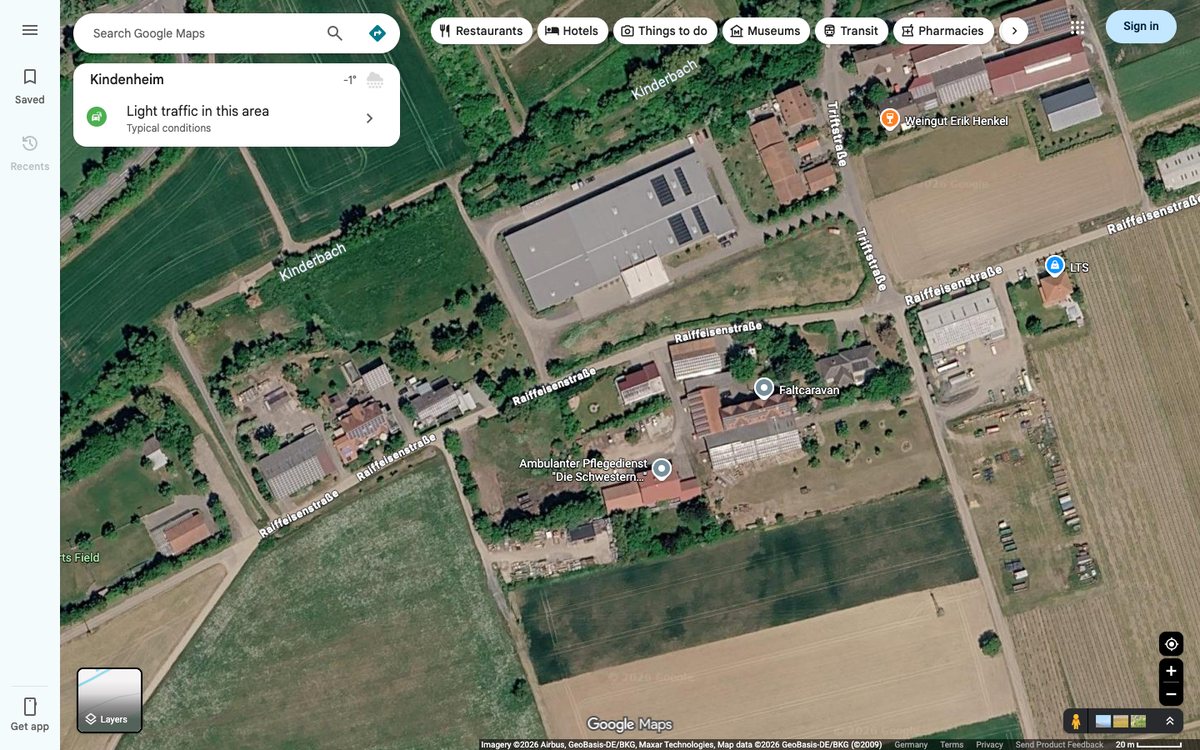 Search Google Maps
Restaurants
Hotels
Things to do
Museums
Transit
Pharmacies
Sign in
Saved
Recents
Kindenheim
-1°
Light traffic in this area
Typical conditions
Kinderbach
Triftstraße
Weingut Erik Henkel
Raiffeisenstraße
Kinderbach
Triftstraße
LTS
Raiffeisenstraße
Raiffeisenstraße
Raiffeisenstraße
Faltcaravan
Raiffeisenstraße
Ambulanter Pflegedienst
"Die Schwestern..."
Raiffeisenstraße
rts Field
©2026 Google
Layers
Get app
Google Maps
Imagery ©2026 Airbus, GeoBasis-DE/BKG, Maxar Technologies, Map data ©2026 GeoBasis-DE/BKG (©2009) Germany Terms Privacy Send Product Feedback 20 m